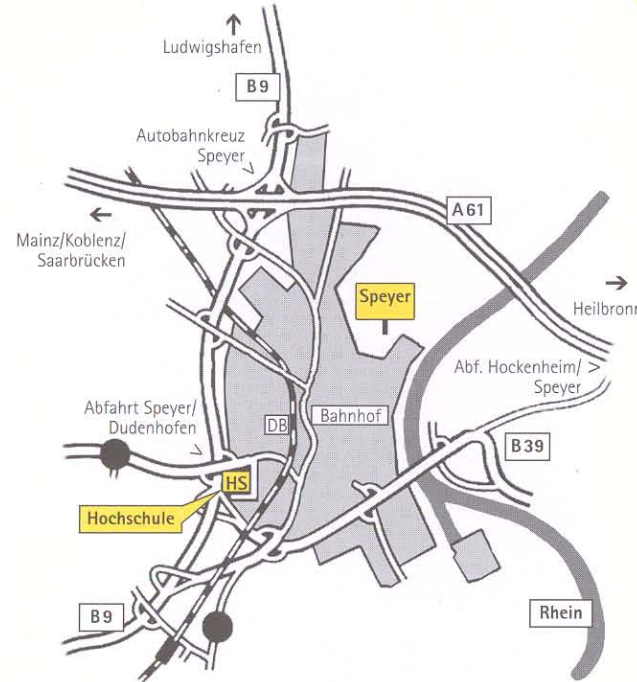 Ludwigshafen
B9
Autobahnkreuz
Speyer
A61
Mainz/Koblenz/
Saarbrücken
Speyer
Heilbronn
Abf. Hockenheim/
Speyer
Abfahrt Speyer/
Dudenhofen
DB
Bahnhof
B39
HS
Hochschule
B9
Rhein